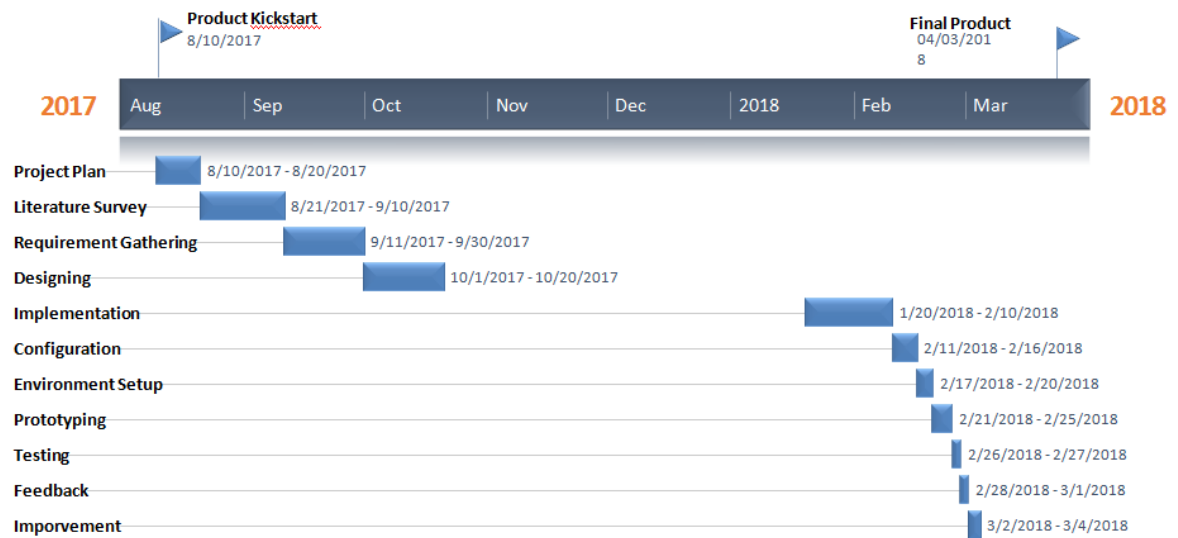 Product Kickstart
8/10/2017
Final Product
04/03/201
8
2017 Aug Sep Oct Nov Dec 2018 Feb Mar 2018
Project Plan 8/10/2017 - 8/20/2017
Literature Survey 8/21/2017 - 9/10/2017
Requirement Gathering 9/11/2017 - 9/30/2017
Designing 10/1/2017 - 10/20/2017
Implementation 1/20/2018 - 2/10/2018
Configuration 2/11/2018 - 2/16/2018
Environment Setup 2/17/2018 - 2/20/2018
Prototyping 2/21/2018 - 2/25/2018
Testing 2/26/2018 - 2/27/2018
Feedback 2/28/2018 - 3/1/2018
Imporvement 3/2/2018 - 3/4/2018